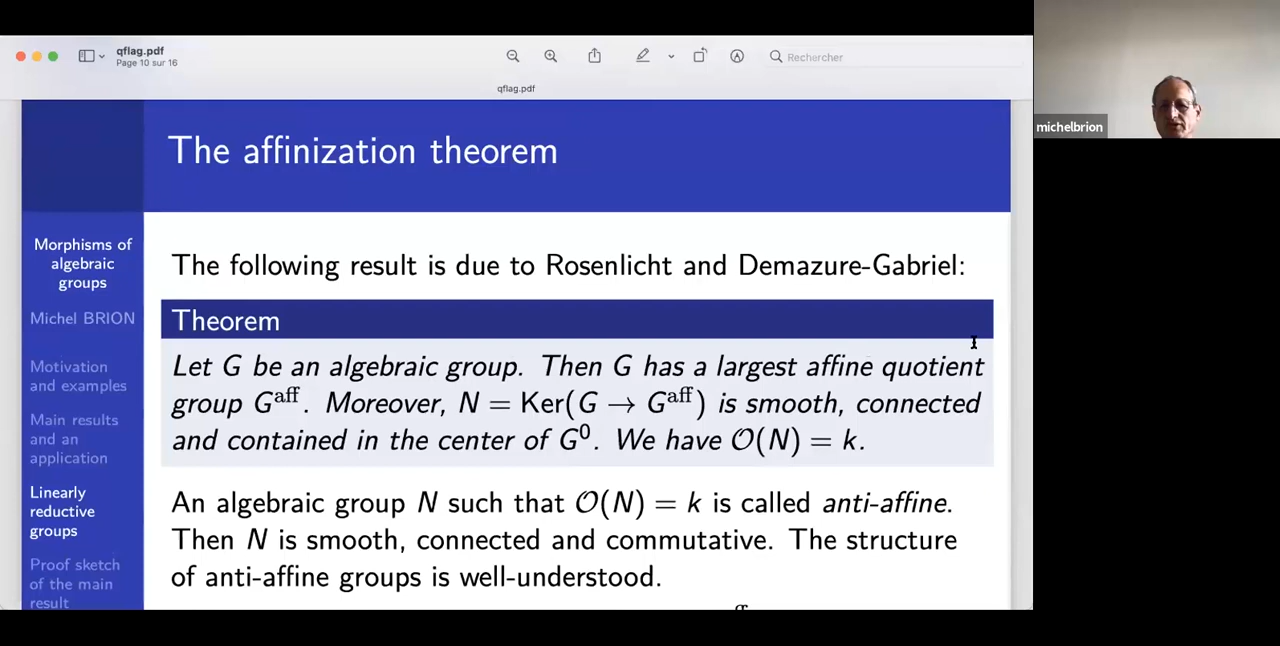 qflag.pdf
Page 10 sur 16
Rechercher
qflag.pdf
The affinization theorem
Morphisms of
algebraic
groups
Michel BRION
Motivation
and examples
Main results
and an
application
Linearly
reductive
groups
Proof sketch
of the main
result
The following result is due to Rosenlicht and Demazure-Gabriel:
Theorem
Let G be an algebraic group. Then G has a largest affine quotient
group G^aff. Moreover, N = Ker(G → G^aff) is smooth, connected
and contained in the center of G^0. We have 𝒪(N) = k.
An algebraic group N such that 𝒪(N) = k is called anti-affine.
Then N is smooth, connected and commutative. The structure
of anti-affine groups is well-understood.
michelbrion